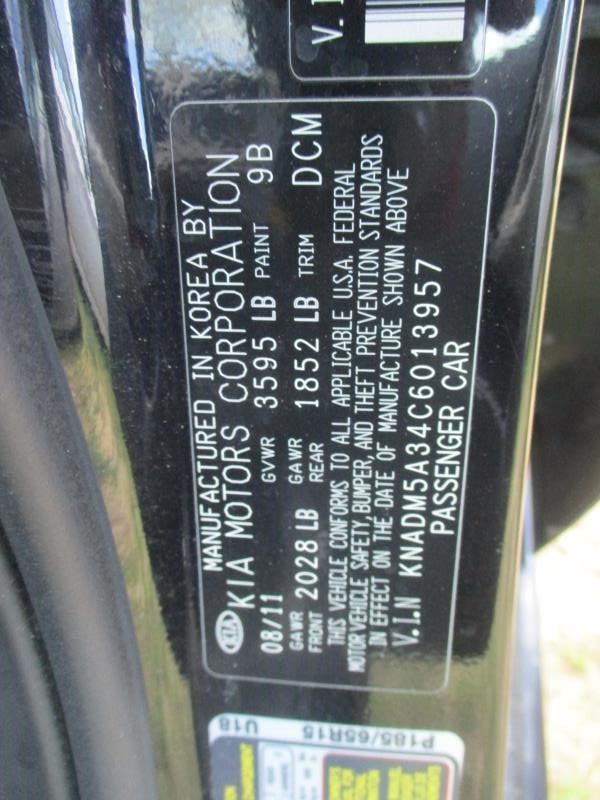 V.I
MANUFACTURED IN KOREA BY
KIA KIA MOTORS CORPORATION
08/11 GVWR 3595 LB PAINT 9B
GAWR FRONT 2028 LB GAWR REAR 1852 LB TRIM DCM
THIS VEHICLE CONFORMS TO ALL APPLICABLE U.S.A. FEDERAL
MOTOR VEHICLE SAFETY, BUMPER, AND THEFT PREVENTION STANDARDS
IN EFFECT ON THE DATE OF MANUFACTURE SHOWN ABOVE
V.I.N KNADM5A34C6013957
PASSENGER CAR
U18
P185/65R15